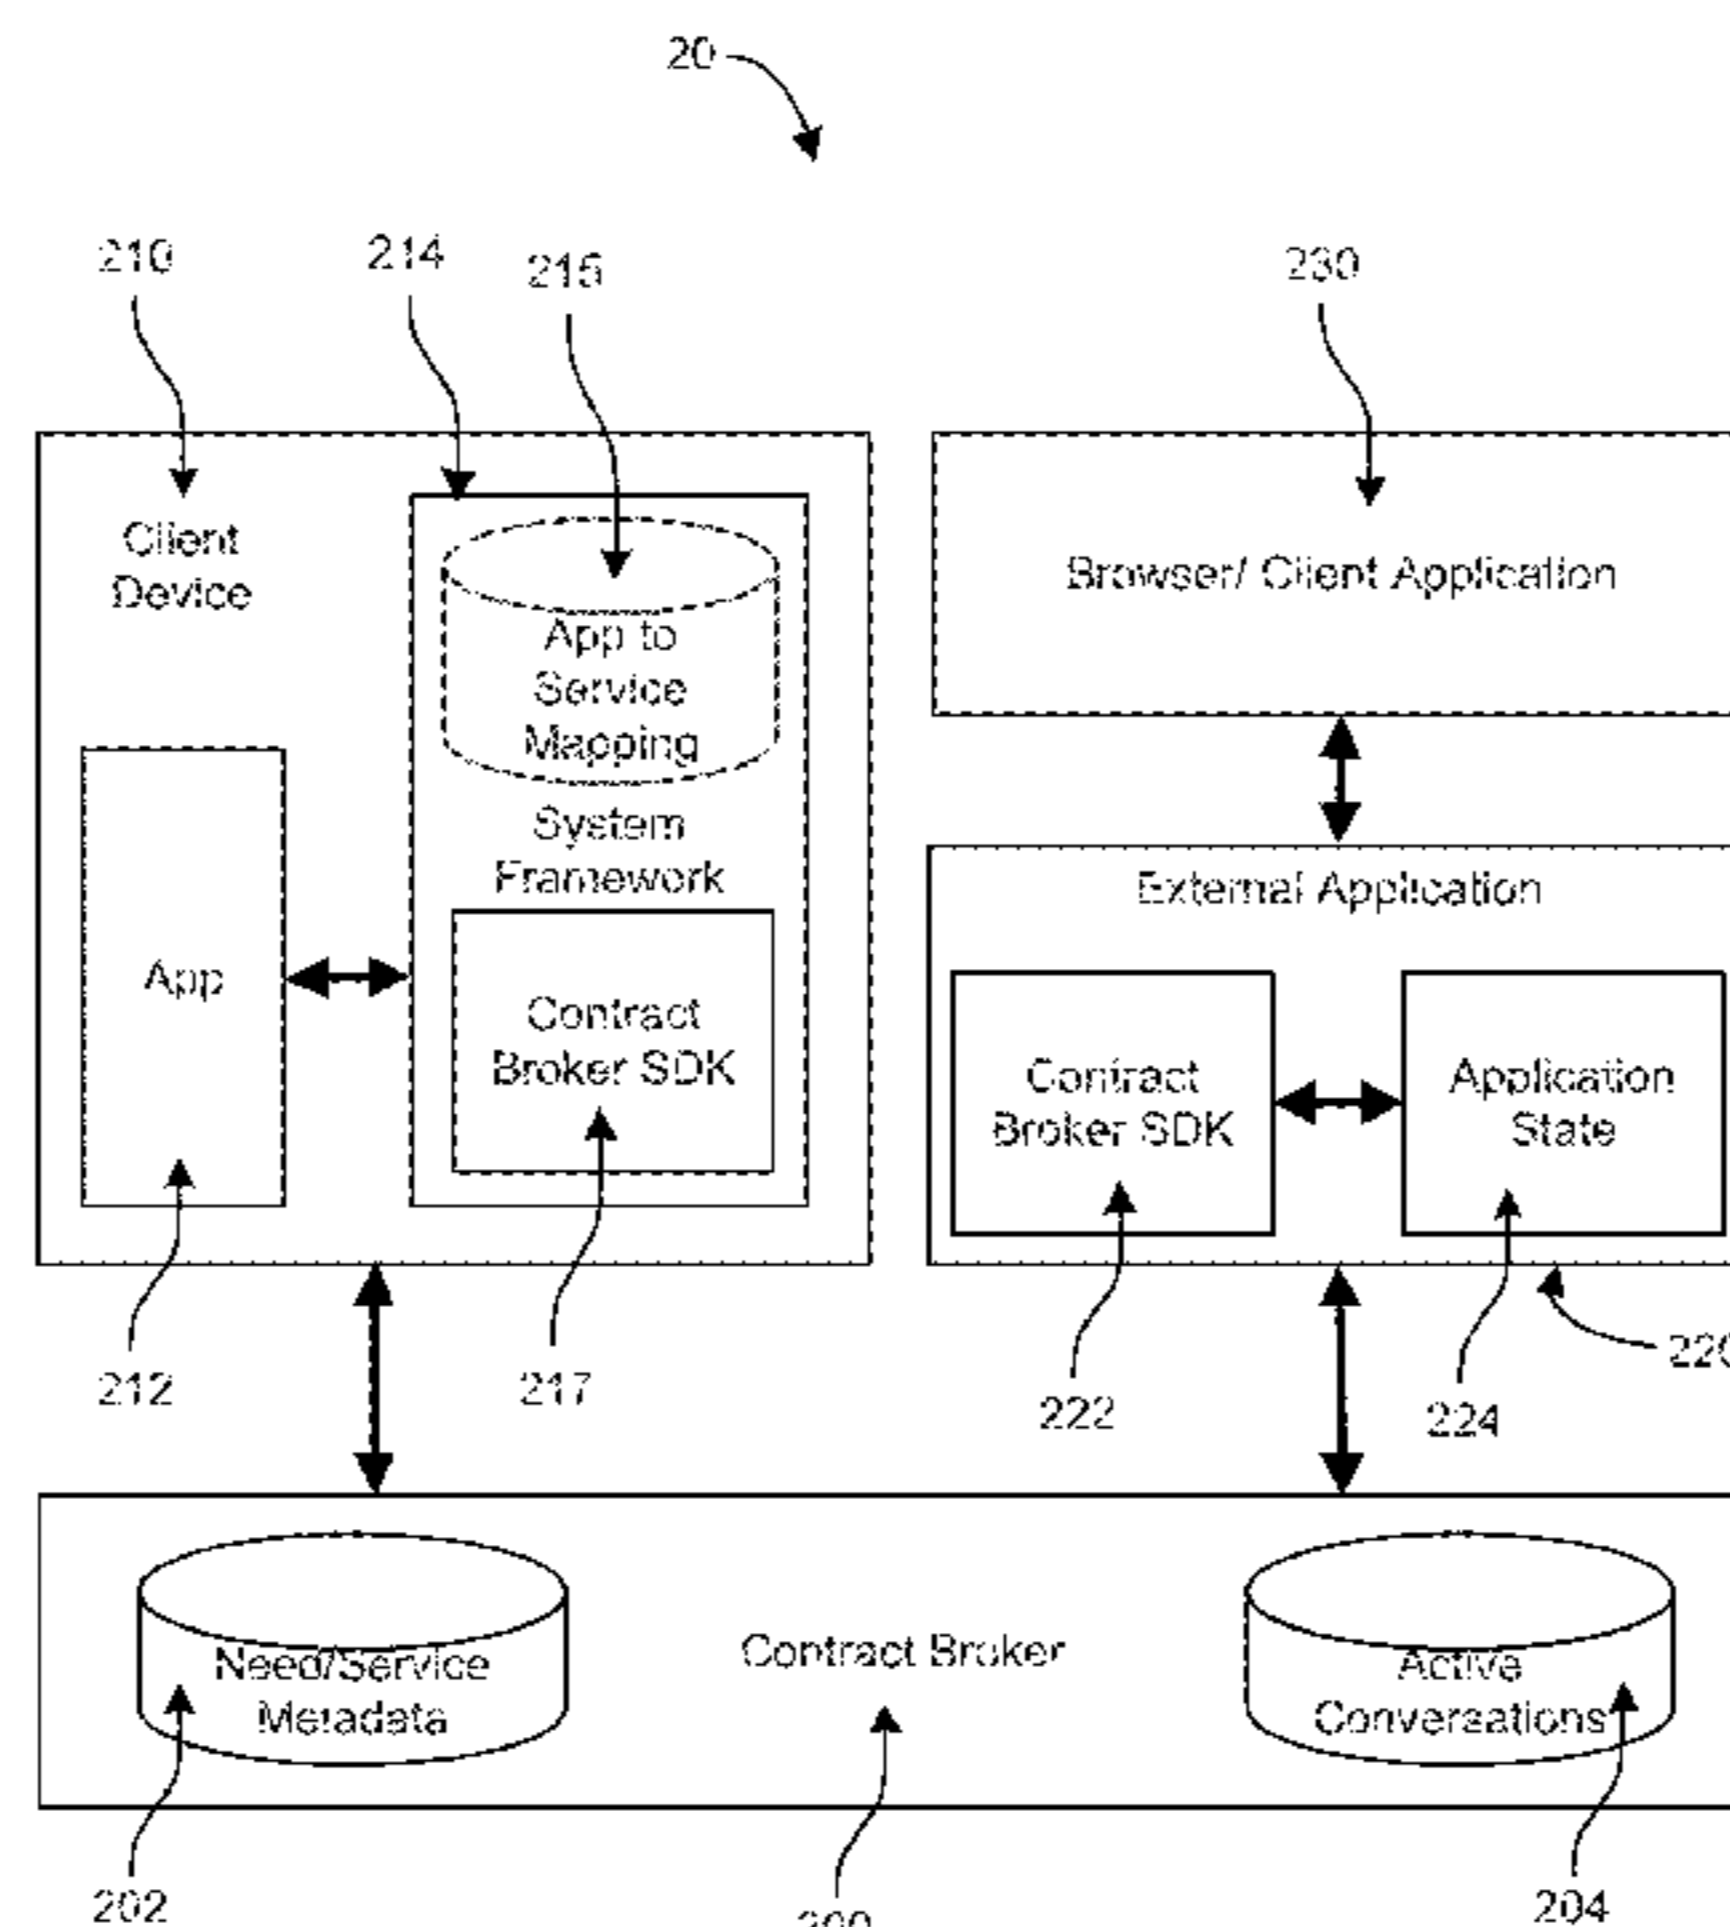 20
210
214
215
230
Client
Device
App to
Service
Mapping
System
Framework
Browser/ Client Application
External Application
App
Contract
Broker SDK
Contract
Broker SDK
Application
State
212
217
222
224
220
Need/Service
Metadata
Contract Broker
Active
Conversations
202
200
204